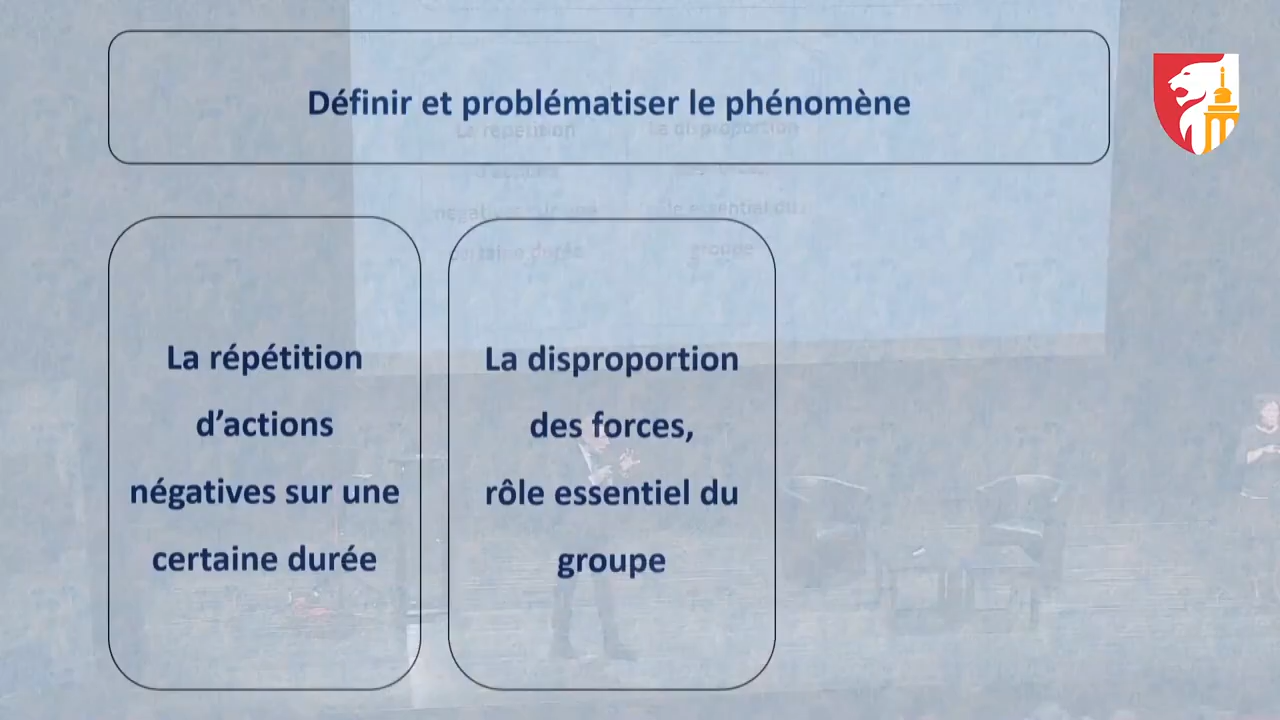 Définir et problématiser le phénomène
La répétition
d’actions
négatives sur une
certaine durée
La disproportion
des forces,
rôle essentiel du
groupe